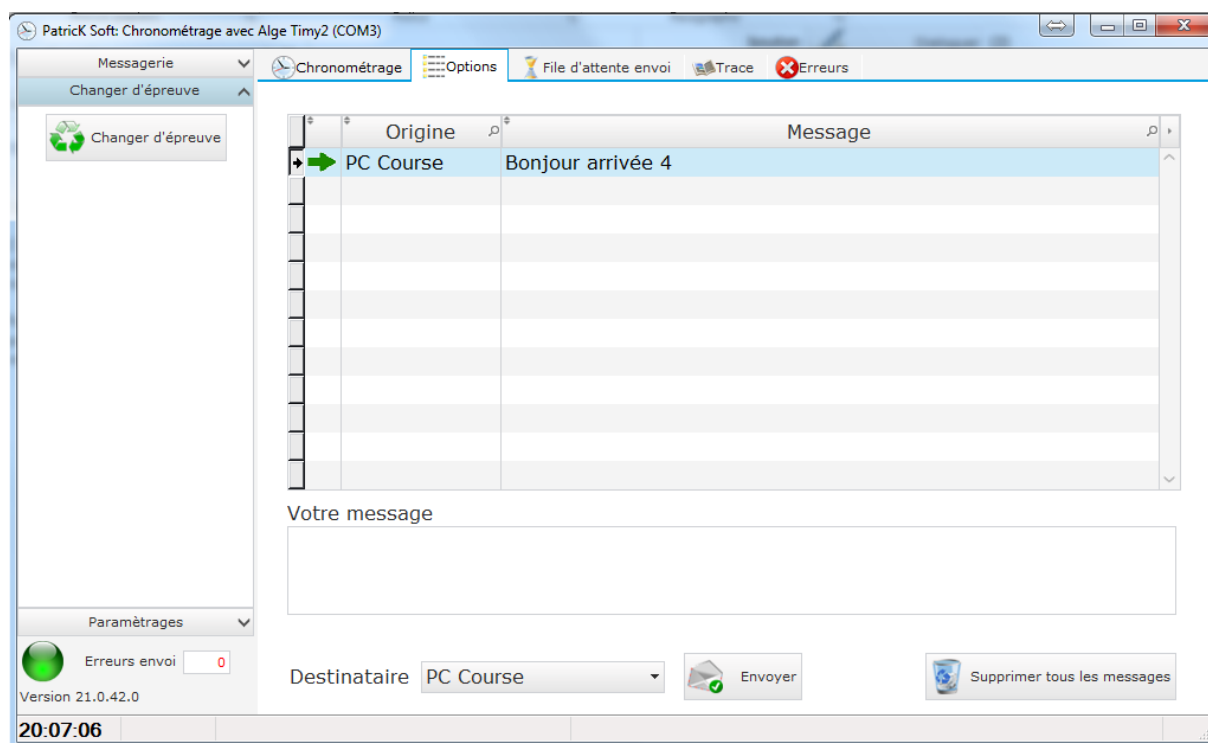 PatricK Soft: Chronométrage avec Alge Timy2 (COM3)
Messagerie
Changer d'épreuve
Changer d'épreuve
Chronométrage Options File d'attente envoi Trace Erreurs
Origine Message
PC Course Bonjour arrivée 4
Votre message
Paramètrages
Erreurs envoi 0
Version 21.0.42.0
Destinataire PC Course Envoyer Supprimer tous les messages
20:07:06